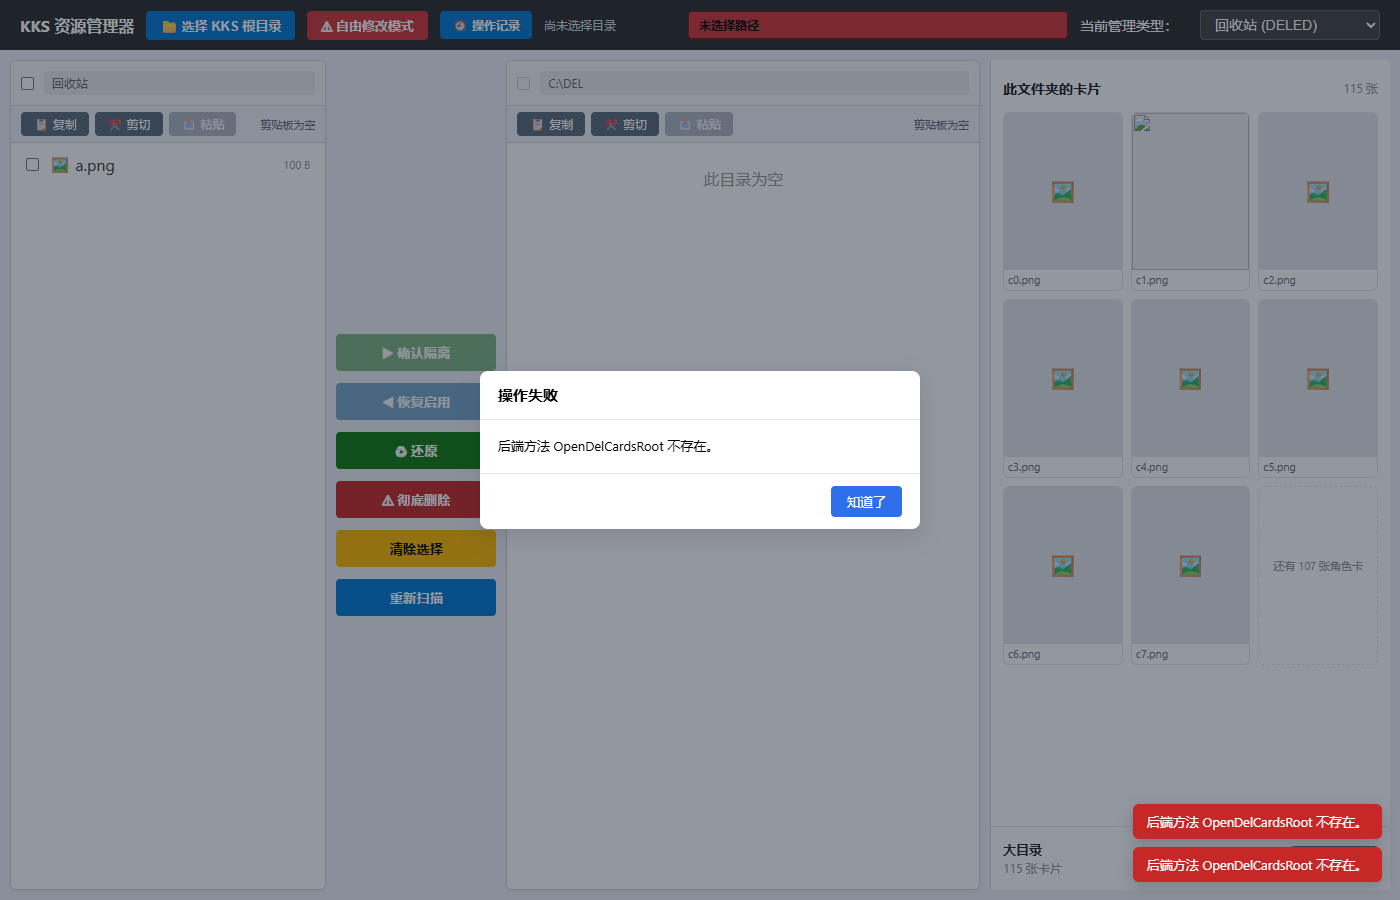 KKS 资源管理器
选择 KKS 根目录
自由修改模式
操作记录
尚未选择目录
未选择路径
当前管理类型：
回收站 (DELED)
回收站
复制
剪切
粘贴
剪贴板为空
a.png
100 B
确认隔离
恢复启用
还原
彻底删除
清除选择
重新扫描
C:\DEL
复制
剪切
粘贴
剪贴板为空
此目录为空
此文件夹的卡片
115 张
c0.png
c1.png
c2.png
c3.png
c4.png
c5.png
c6.png
c7.png
还有 107 张角色卡
大目录
115 张卡片
操作失败
后端方法 OpenDelCardsRoot 不存在。
知道了
后端方法 OpenDelCardsRoot 不存在。
后端方法 OpenDelCardsRoot 不存在。